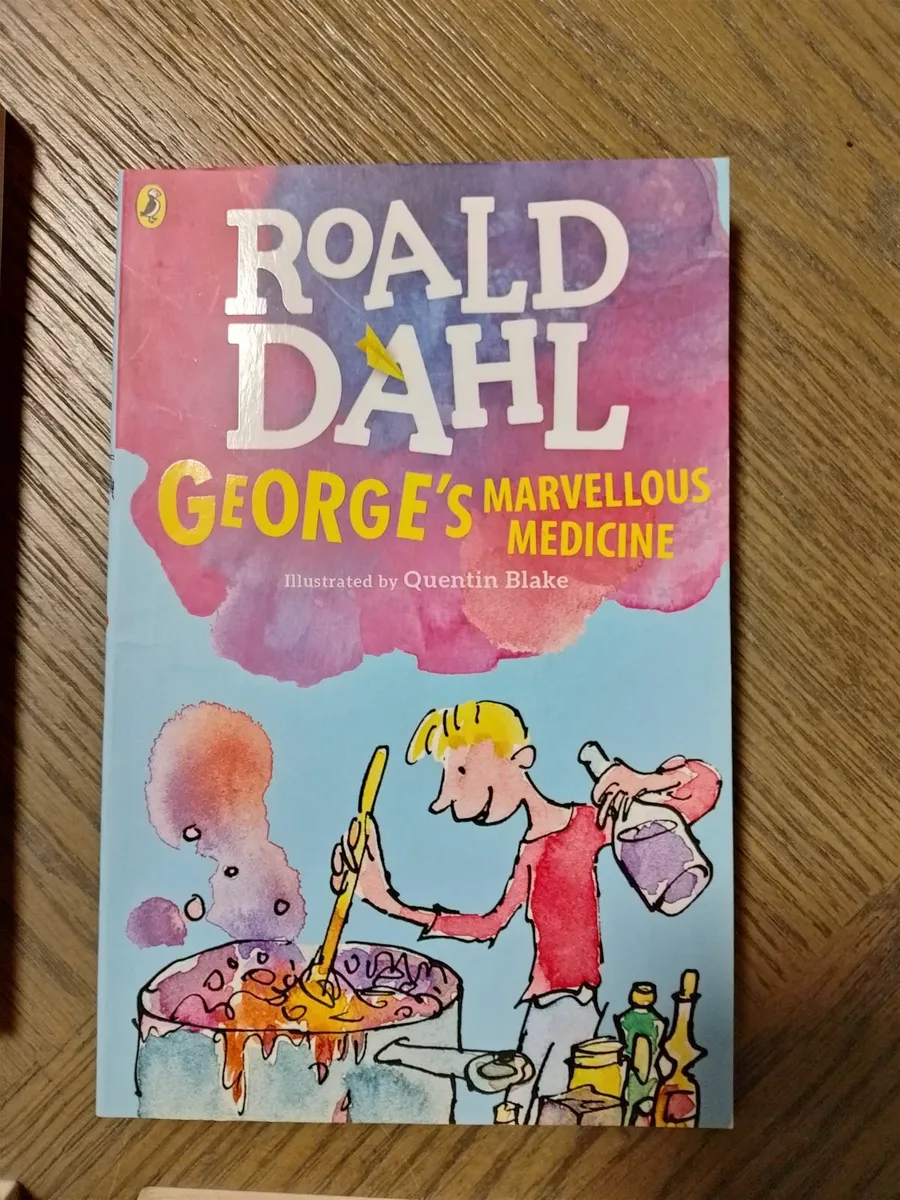 ROALD
DAHL
GEORGE'S MARVELLOUS
MEDICINE
Illustrated by Quentin Blake